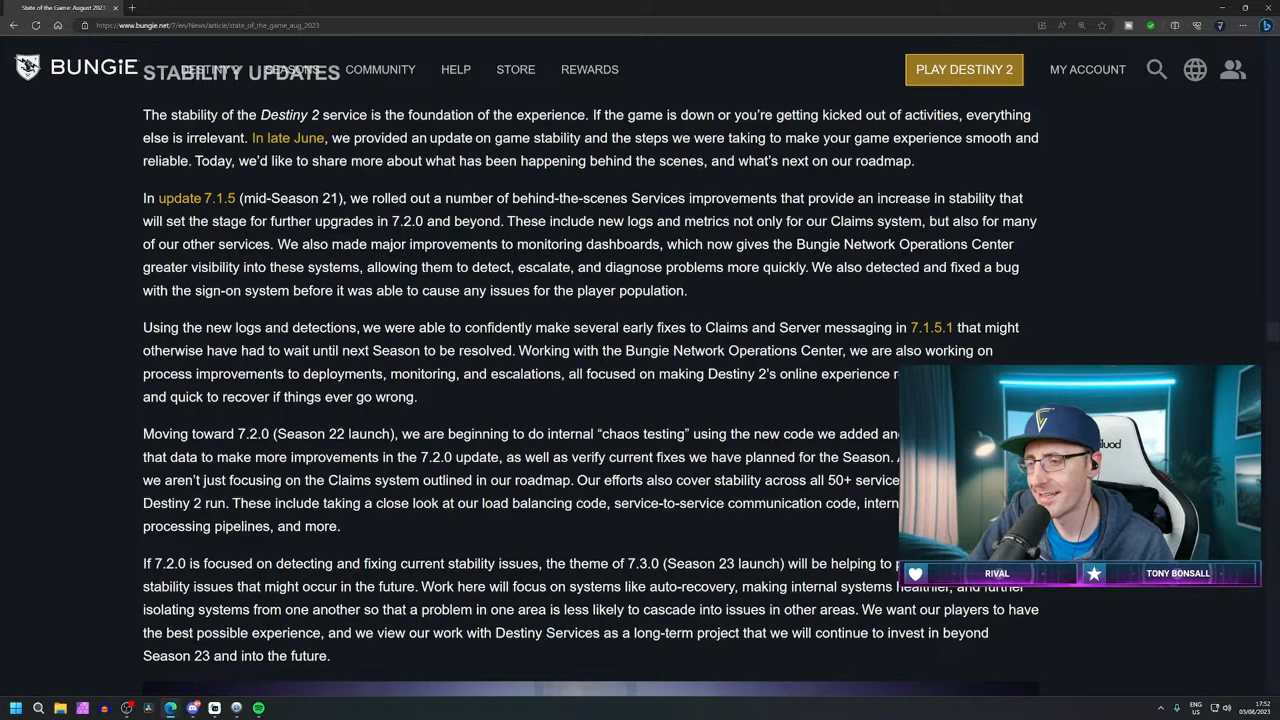 State of the Game: August 2023
https://www.bungie.net/7/en/News/article/state_of_the_game_aug_2023
BUNGiE
DESTINY 2
SEASONS
COMMUNITY
HELP
STORE
REWARDS
PLAY DESTINY 2
MY ACCOUNT
STABILITY UPDATES
The stability of the Destiny 2 service is the foundation of the experience. If the game is down or you're getting kicked out of activities, everything
else is irrelevant. In late June, we provided an update on game stability and the steps we were taking to make your game experience smooth and
reliable. Today, we'd like to share more about what has been happening behind the scenes, and what's next on our roadmap.
In update 7.1.5 (mid-Season 21), we rolled out a number of behind-the-scenes Services improvements that provide an increase in stability that
will set the stage for further upgrades in 7.2.0 and beyond. These include new logs and metrics not only for our Claims system, but also for many
of our other services. We also made major improvements to monitoring dashboards, which now gives the Bungie Network Operations Center
greater visibility into these systems, allowing them to detect, escalate, and diagnose problems more quickly. We also detected and fixed a bug
with the sign-on system before it was able to cause any issues for the player population.
Using the new logs and detections, we were able to confidently make several early fixes to Claims and Server messaging in 7.1.5.1 that might
otherwise have had to wait until next Season to be resolved. Working with the Bungie Network Operations Center, we are also working on
process improvements to deployments, monitoring, and escalations, all focused on making Destiny 2's online experience
and quick to recover if things ever go wrong.
Moving toward 7.2.0 (Season 22 launch), we are beginning to do internal “chaos testing” using the new code we added
that data to make more improvements in the 7.2.0 update, as well as verify current fixes we have planned for the Season.
we aren't just focusing on the Claims system outlined in our roadmap. Our efforts also cover stability across all 50+
Destiny 2 run. These include taking a close look at our load balancing code, service-to-service communication code,
processing pipelines, and more.
If 7.2.0 is focused on detecting and fixing current stability issues, the theme of 7.3.0 (Season 23 launch) will be helping to
stability issues that might occur in the future. Work here will focus on systems like auto-recovery, making internal systems healthier, and further
isolating systems from one another so that a problem in one area is less likely to cascade into issues in other areas. We want our players to have
the best possible experience, and we view our work with Destiny Services as a long-term project that we will continue to invest in beyond
Season 23 and into the future.
RIVAL
TONY BONSALL
ENG
US
17:52
03/08/2023